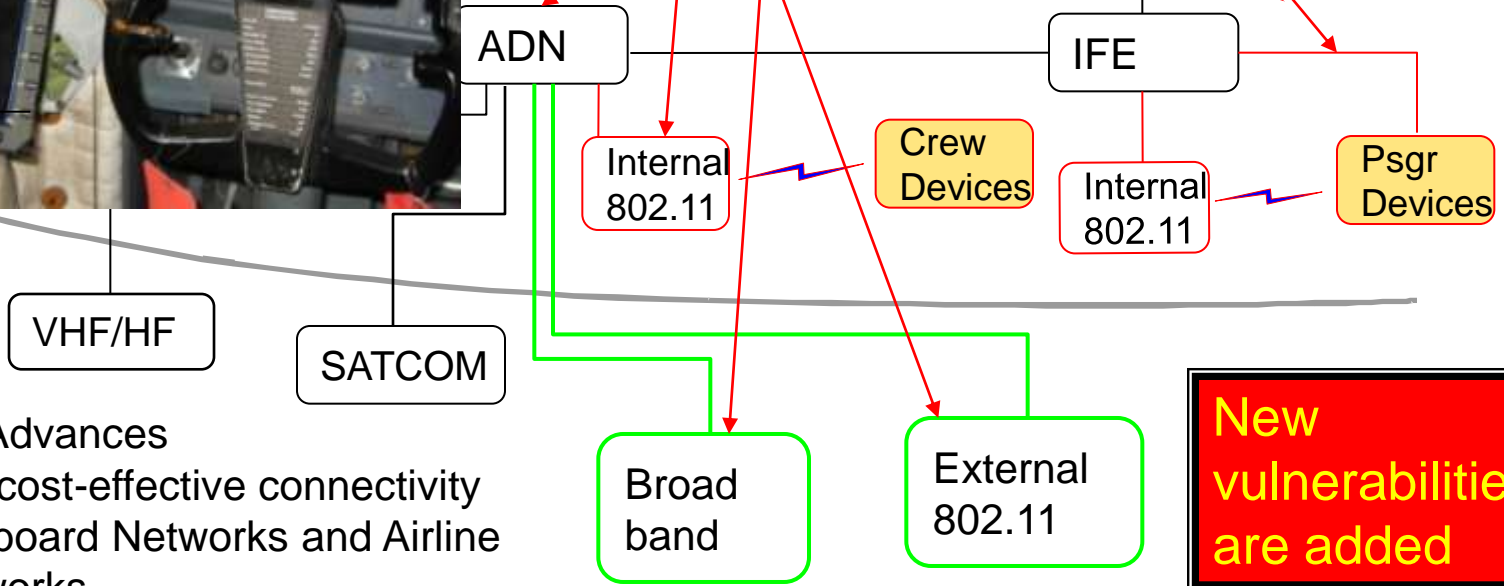 ADN
IFE
Internal
802.11
Crew
Devices
Internal
802.11
Psgr
Devices
VHF/HF
SATCOM
Advances
cost-effective connectivity
board Networks and Airline
works
Broad
band
External
802.11
New
vulnerabilitie
are added